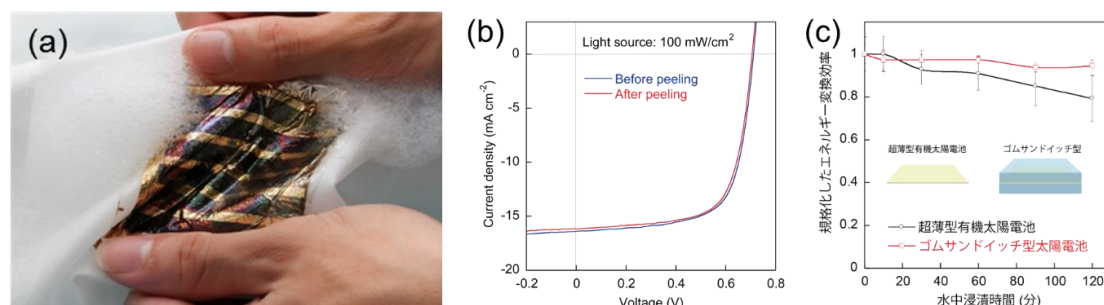 (a)
(b)
Light source: 100 mW/cm²
Before peeling
After peeling
Current density (mA cm⁻²)
0
-5
-10
-15
-20
-0.2
0
0.2
0.4
0.6
0.8
Voltage (V)
(c)
規格化したエネルギー変換効率
1
0.8
0.6
0.4
0.2
0
超薄型有機太陽電池
ゴムサンドイッチ型
超薄型有機太陽電池
ゴムサンドイッチ型太陽電池
0
20
40
60
80
100
120
水中浸漬時間 (分)